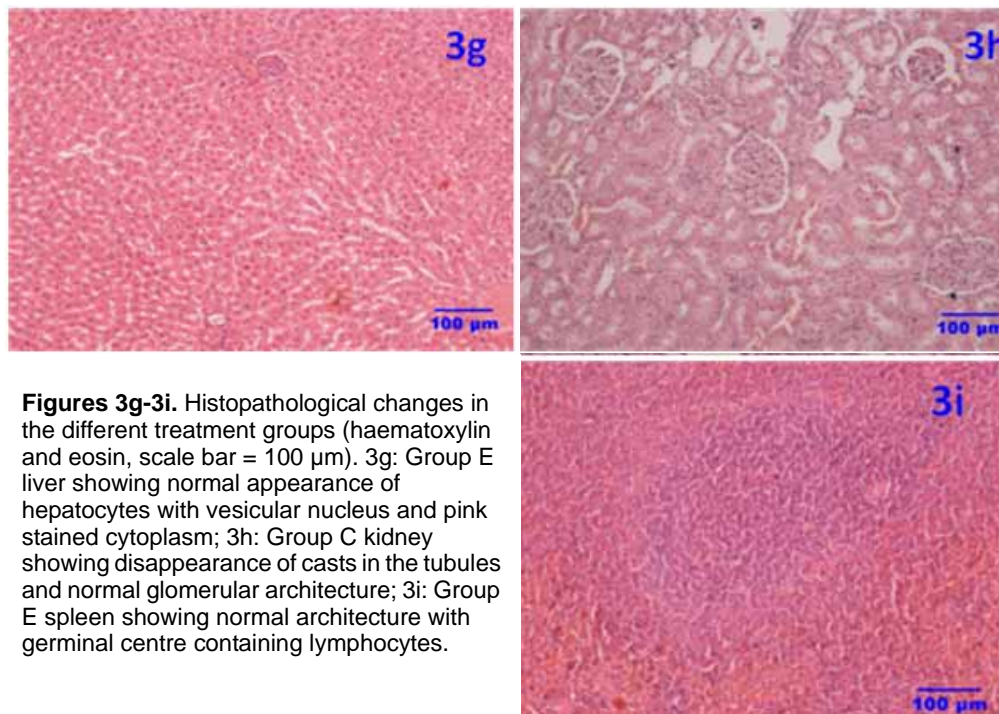 3g
3h
100 μm
100 μm
Figures 3g-3i. Histopathological changes in
the different treatment groups (haematoxylin
and eosin, scale bar = 100 μm). 3g: Group E
liver showing normal appearance of
hepatocytes with vesicular nucleus and pink
stained cytoplasm; 3h: Group C kidney
showing disappearance of casts in the tubules
and normal glomerular architecture; 3i: Group
E spleen showing normal architecture with
germinal centre containing lymphocytes.
3i
100 μm